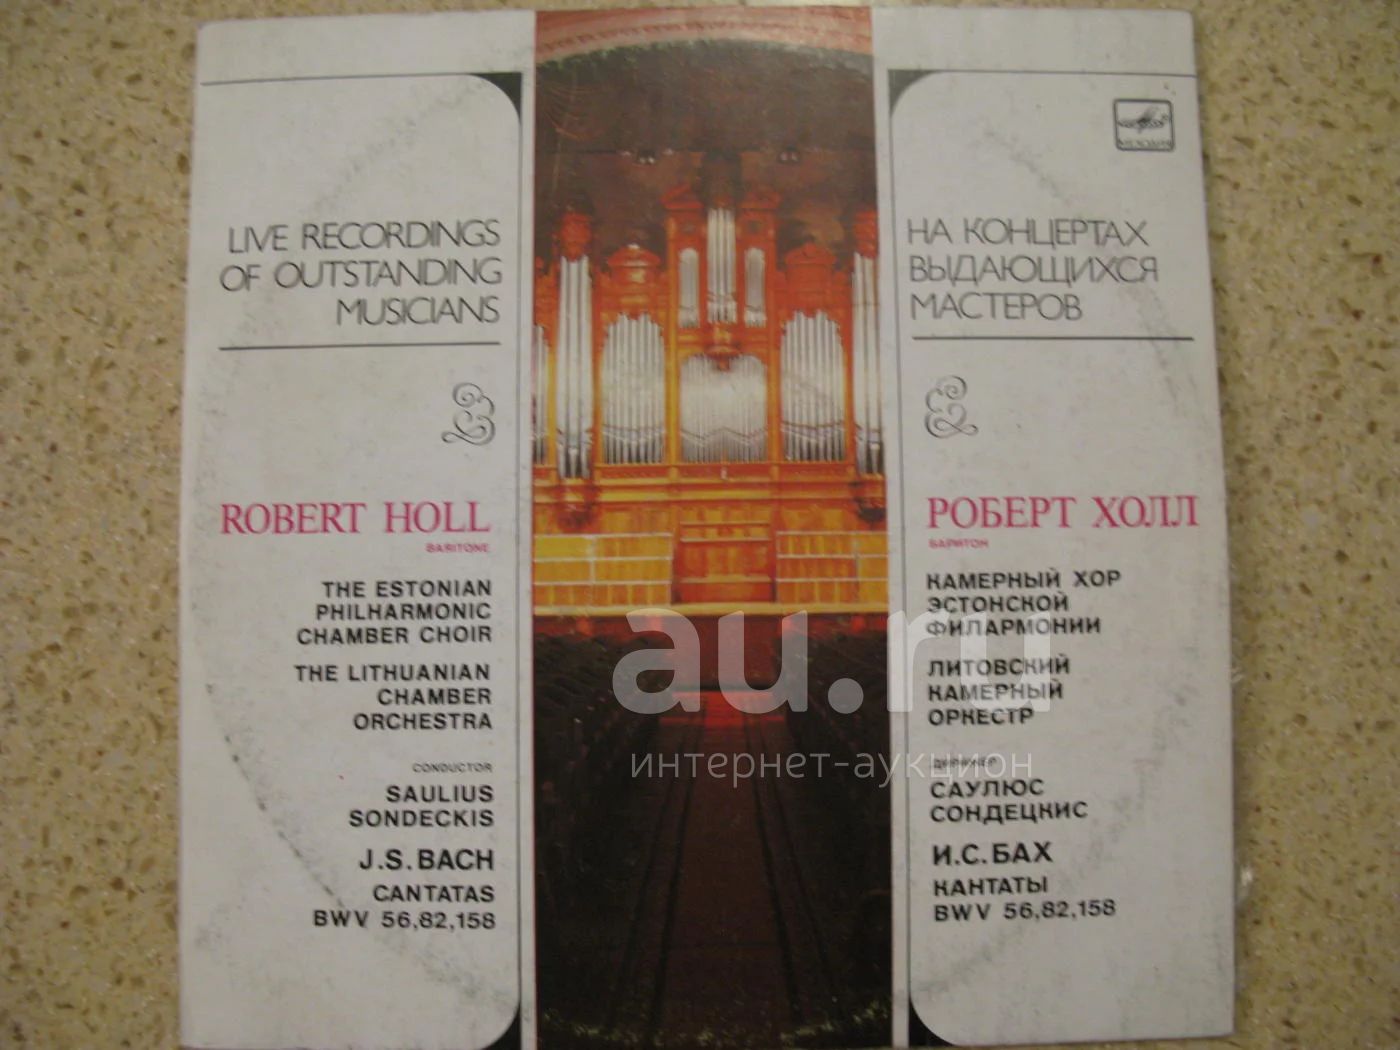 LIVE RECORDINGS
OF OUTSTANDING
MUSICIANS
ROBERT HOLL
BARITONE
THE ESTONIAN
PHILHARMONIC
CHAMBER CHOIR
THE LITHUANIAN
CHAMBER
ORCHESTRA
CONDUCTOR
SAULIUS
SONDECKIS
J.S.BACH
CANTATAS
BWV 56,82,158
МЕЛОДИЯ
НА КОНЦЕРТАХ
ВЫДАЮЩИХСЯ
МАСТЕРОВ
РОБЕРТ ХОЛЛ
БАРИТОН
КАМЕРНЫЙ ХОР
ЭСТОНСКОЙ
ФИЛАРМОНИИ
ЛИТОВСКИЙ
КАМЕРНЫЙ
ОРКЕСТР
ДИРИЖЕР
САУЛЮС
СОНДЕЦКИС
И.С.БАХ
КАНТАТЫ
BWV 56,82,158
au.ru
интернет-аукцион